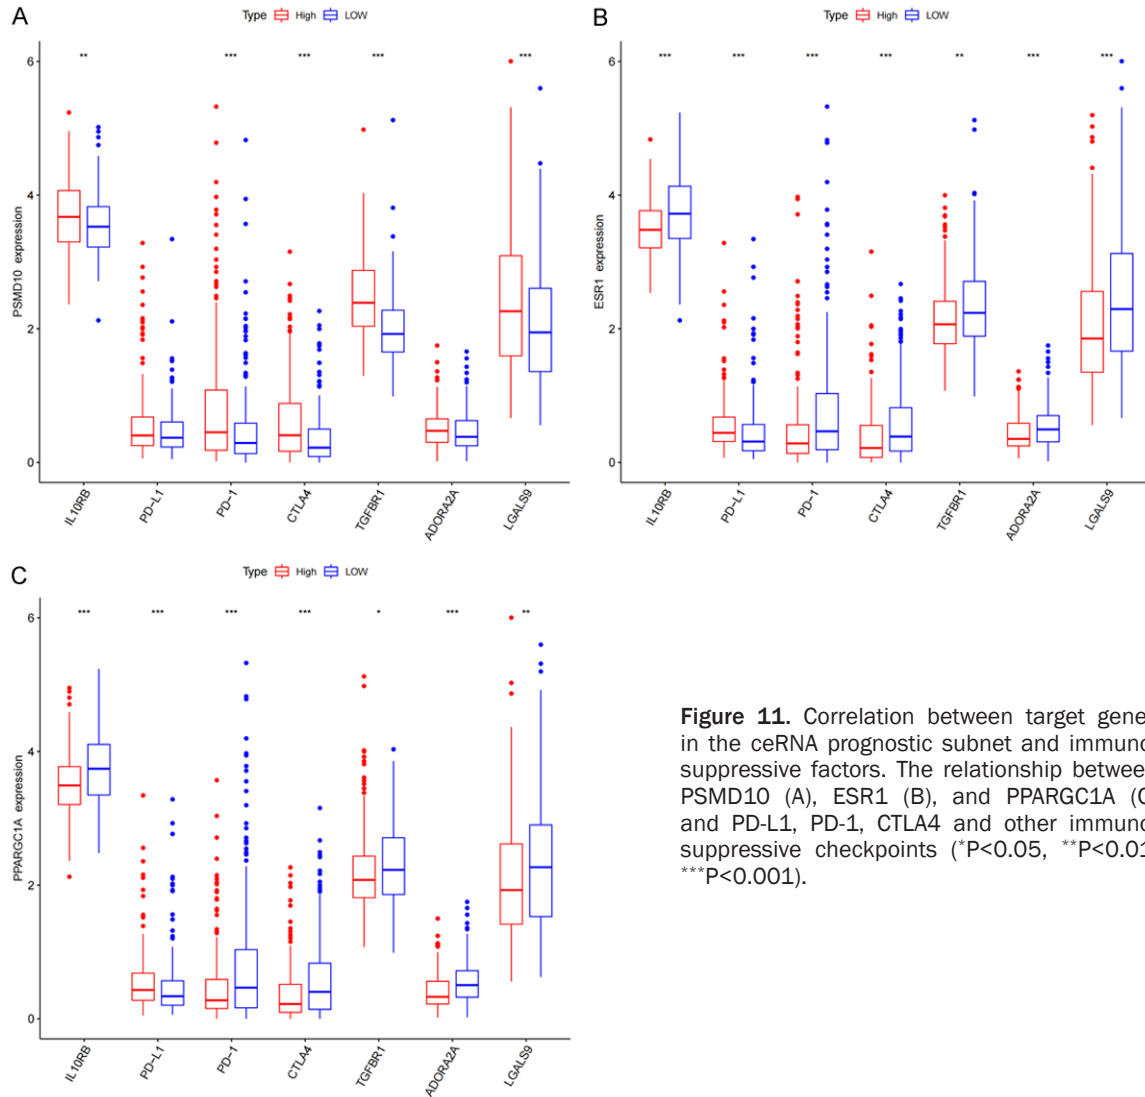 A
Type High LOW
** *** *** *** ***
6
4
2
0
PSMD10 expression
IL10RB PD-L1 PD-1 CTLA4 TGFBR1 ADORA2A LGALS9
B
Type High LOW
*** *** *** *** ** *** ***
6
4
2
0
ESR1 expression
IL10RB PD-L1 PD-1 CTLA4 TGFBR1 ADORA2A LGALS9
C
Type High LOW
*** *** *** *** * *** **
6
4
2
0
PPARGC1A expression
IL10RB PD-L1 PD-1 CTLA4 TGFBR1 ADORA2A LGALS9
Figure 11. Correlation between target gene
in the ceRNA prognostic subnet and immuno
suppressive factors. The relationship between
PSMD10 (A), ESR1 (B), and PPARGC1A (C
and PD-L1, PD-1, CTLA4 and other immuno
suppressive checkpoints (*P<0.05, **P<0.01
***P<0.001).